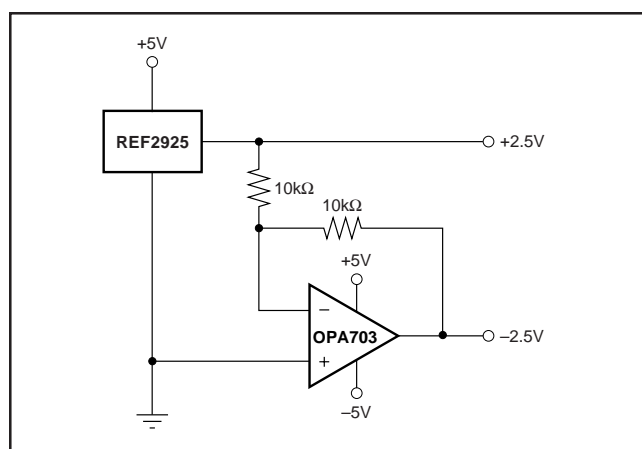 +5V
REF2925
+2.5V
10kΩ
10kΩ
+5V
−
OPA703
−2.5V
+
−5V